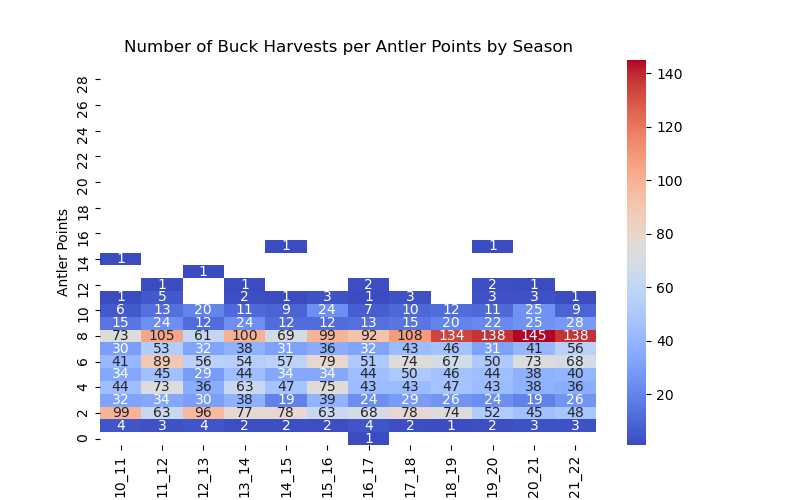 Number of Buck Harvests per Antler Points by Season
Antler Points
28
26
24
22
20
18
16
1 1
14 1
1
12 1 2 2 1
1 5 2 1 3 1 3 3 3 1
10 6 13 20 11 9 24 7 10 12 11 25 9
15 24 12 24 12 12 13 15 20 22 25 28
8 73 105 61 100 69 99 92 108 134 138 145 138
30 53 32 38 31 36 32 43 46 31 41 56
6 41 89 56 54 57 79 51 74 67 50 73 68
34 45 29 44 34 34 44 50 46 44 38 40
4 44 73 36 63 47 75 43 43 47 43 38 36
32 34 30 38 19 39 24 29 26 24 19 26
2 99 63 96 77 78 63 68 78 74 52 45 48
4 3 4 2 2 2 4 2 1 2 3 3
0 1
10_11 11_12 12_13 13_14 14_15 15_16 16_17 17_18 18_19 19_20 20_21 21_22
140
120
100
80
60
40
20